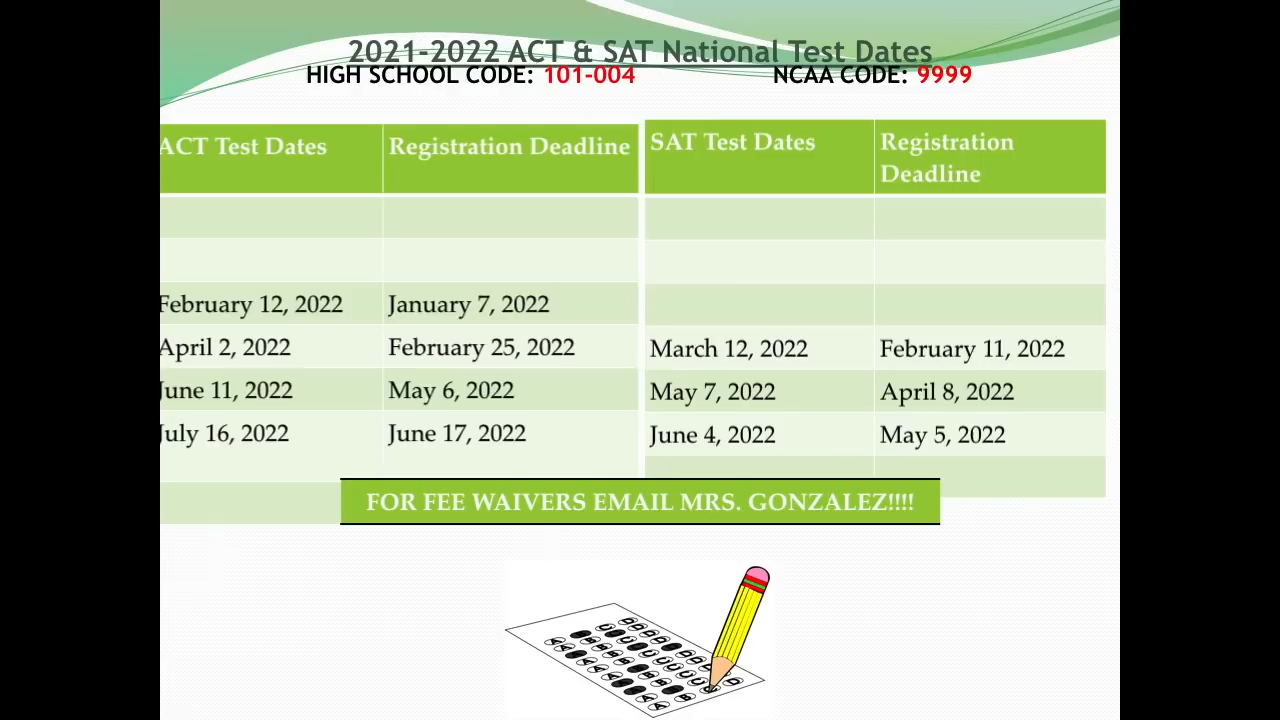 2021-2022 ACT & SAT National Test Dates
HIGH SCHOOL CODE: 101-004 NCAA CODE: 9999
ACT Test Dates Registration Deadline SAT Test Dates Registration
Deadline
February 12, 2022 January 7, 2022
April 2, 2022 February 25, 2022 March 12, 2022 February 11, 2022
June 11, 2022 May 6, 2022 May 7, 2022 April 8, 2022
July 16, 2022 June 17, 2022 June 4, 2022 May 5, 2022
FOR FEE WAIVERS EMAIL MRS. GONZALEZ!!!!